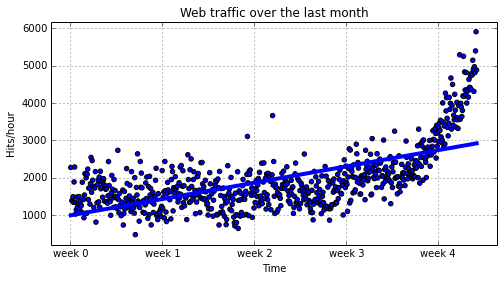 Web traffic over the last month
6000
5000
4000
3000
2000
1000
Hits/hour
week 0 week 1 week 2 week 3 week 4
Time